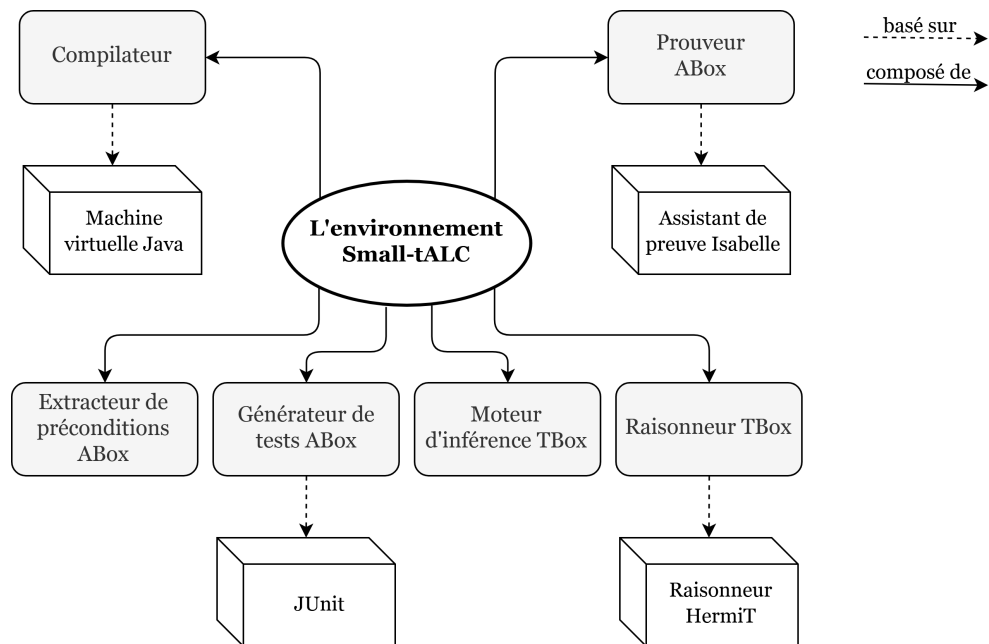 Compilateur
Prouveur
ABox
basé sur
composé de
Machine
virtuelle Java
L'environnement
Small-tALC
Assistant de
preuve Isabelle
Extracteur de
préconditions
ABox
Générateur de
tests ABox
Moteur
d'inférence TBox
Raisonneur TBox
JUnit
Raisonneur
HermiT